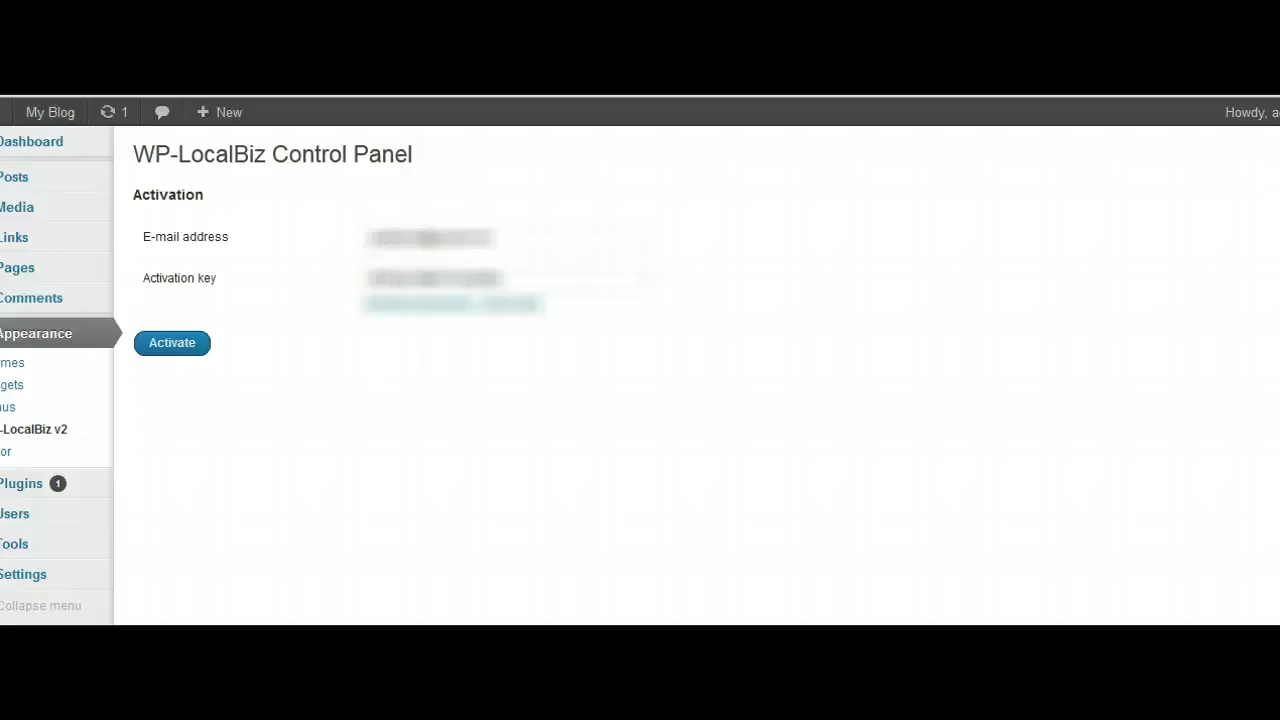 My Blog 1 + New Howdy, a
Dashboard
Posts
Media
Links
Pages
Comments
Appearance
mes
gets
nus
-LocalBiz v2
or
Plugins 1
Users
Tools
Settings
Collapse menu
WP-LocalBiz Control Panel
Activation
E-mail address
Activation key
Activate